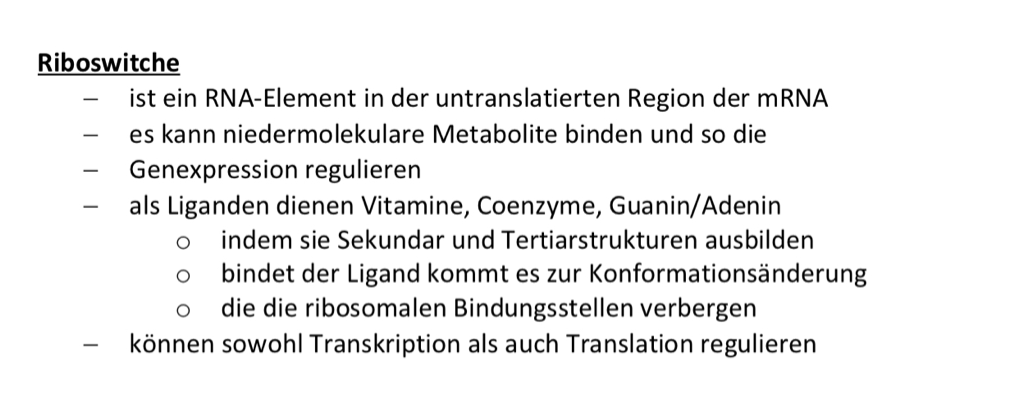 Riboswitche
– ist ein RNA-Element in der untranslatierten Region der mRNA
– es kann niedermolekulare Metabolite binden und so die
– Genexpression regulieren
– als Liganden dienen Vitamine, Coenzyme, Guanin/Adenin
o indem sie Sekundar und Tertiarstrukturen ausbilden
o bindet der Ligand kommt es zur Konformationsänderung
o die die ribosomalen Bindungsstellen verbergen
– können sowohl Transkription als auch Translation regulieren